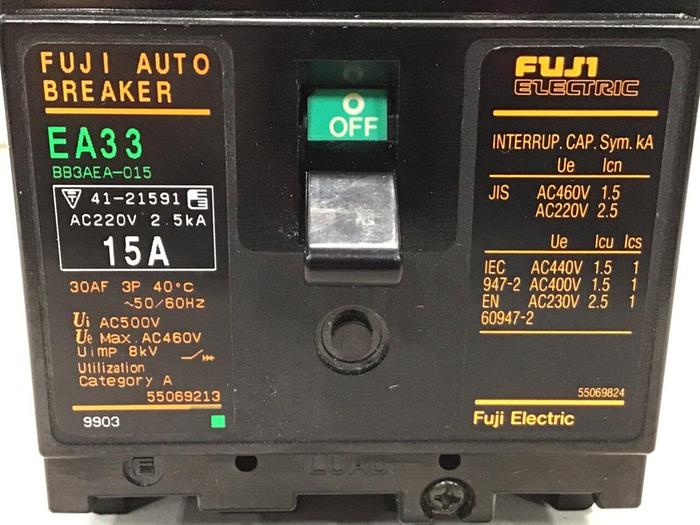 FUJI AUTO
BREAKER
EA33
BB3AEA-015
41-21591
AC220V 2.5kA
15A
30AF 3P 40°C
~50/60Hz
Ui AC500V
Ue Max. AC460V
Uimp 8kV
Utilization
Category A
55069213
9903
O
OFF
FUJI
ELECTRIC
INTERRUP. CAP. Sym. kA
Ue Icn
JIS AC460V 1.5
AC220V 2.5
Ue Icu Ics
IEC AC440V 1.5 1
947-2 AC400V 1.5 1
EN AC230V 2.5 1
60947-2
55069824
Fuji Electric
LOAD